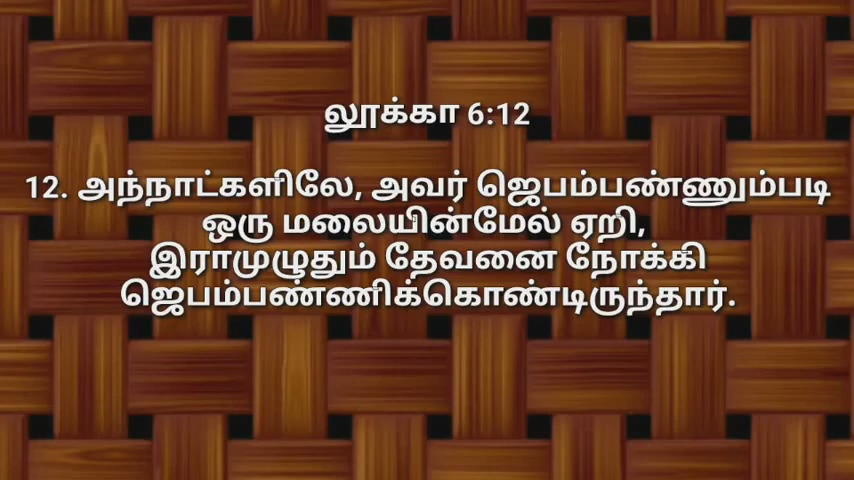 லூக்கா 6:12
12. அந்நாட்களிலே, அவர் ஜெபம்பண்ணும்படி
ஒரு மலையின்மேல் ஏறி,
இராமுழுதும் தேவனை நோக்கி
ஜெபம்பண்ணிக்கொண்டிருந்தார்.